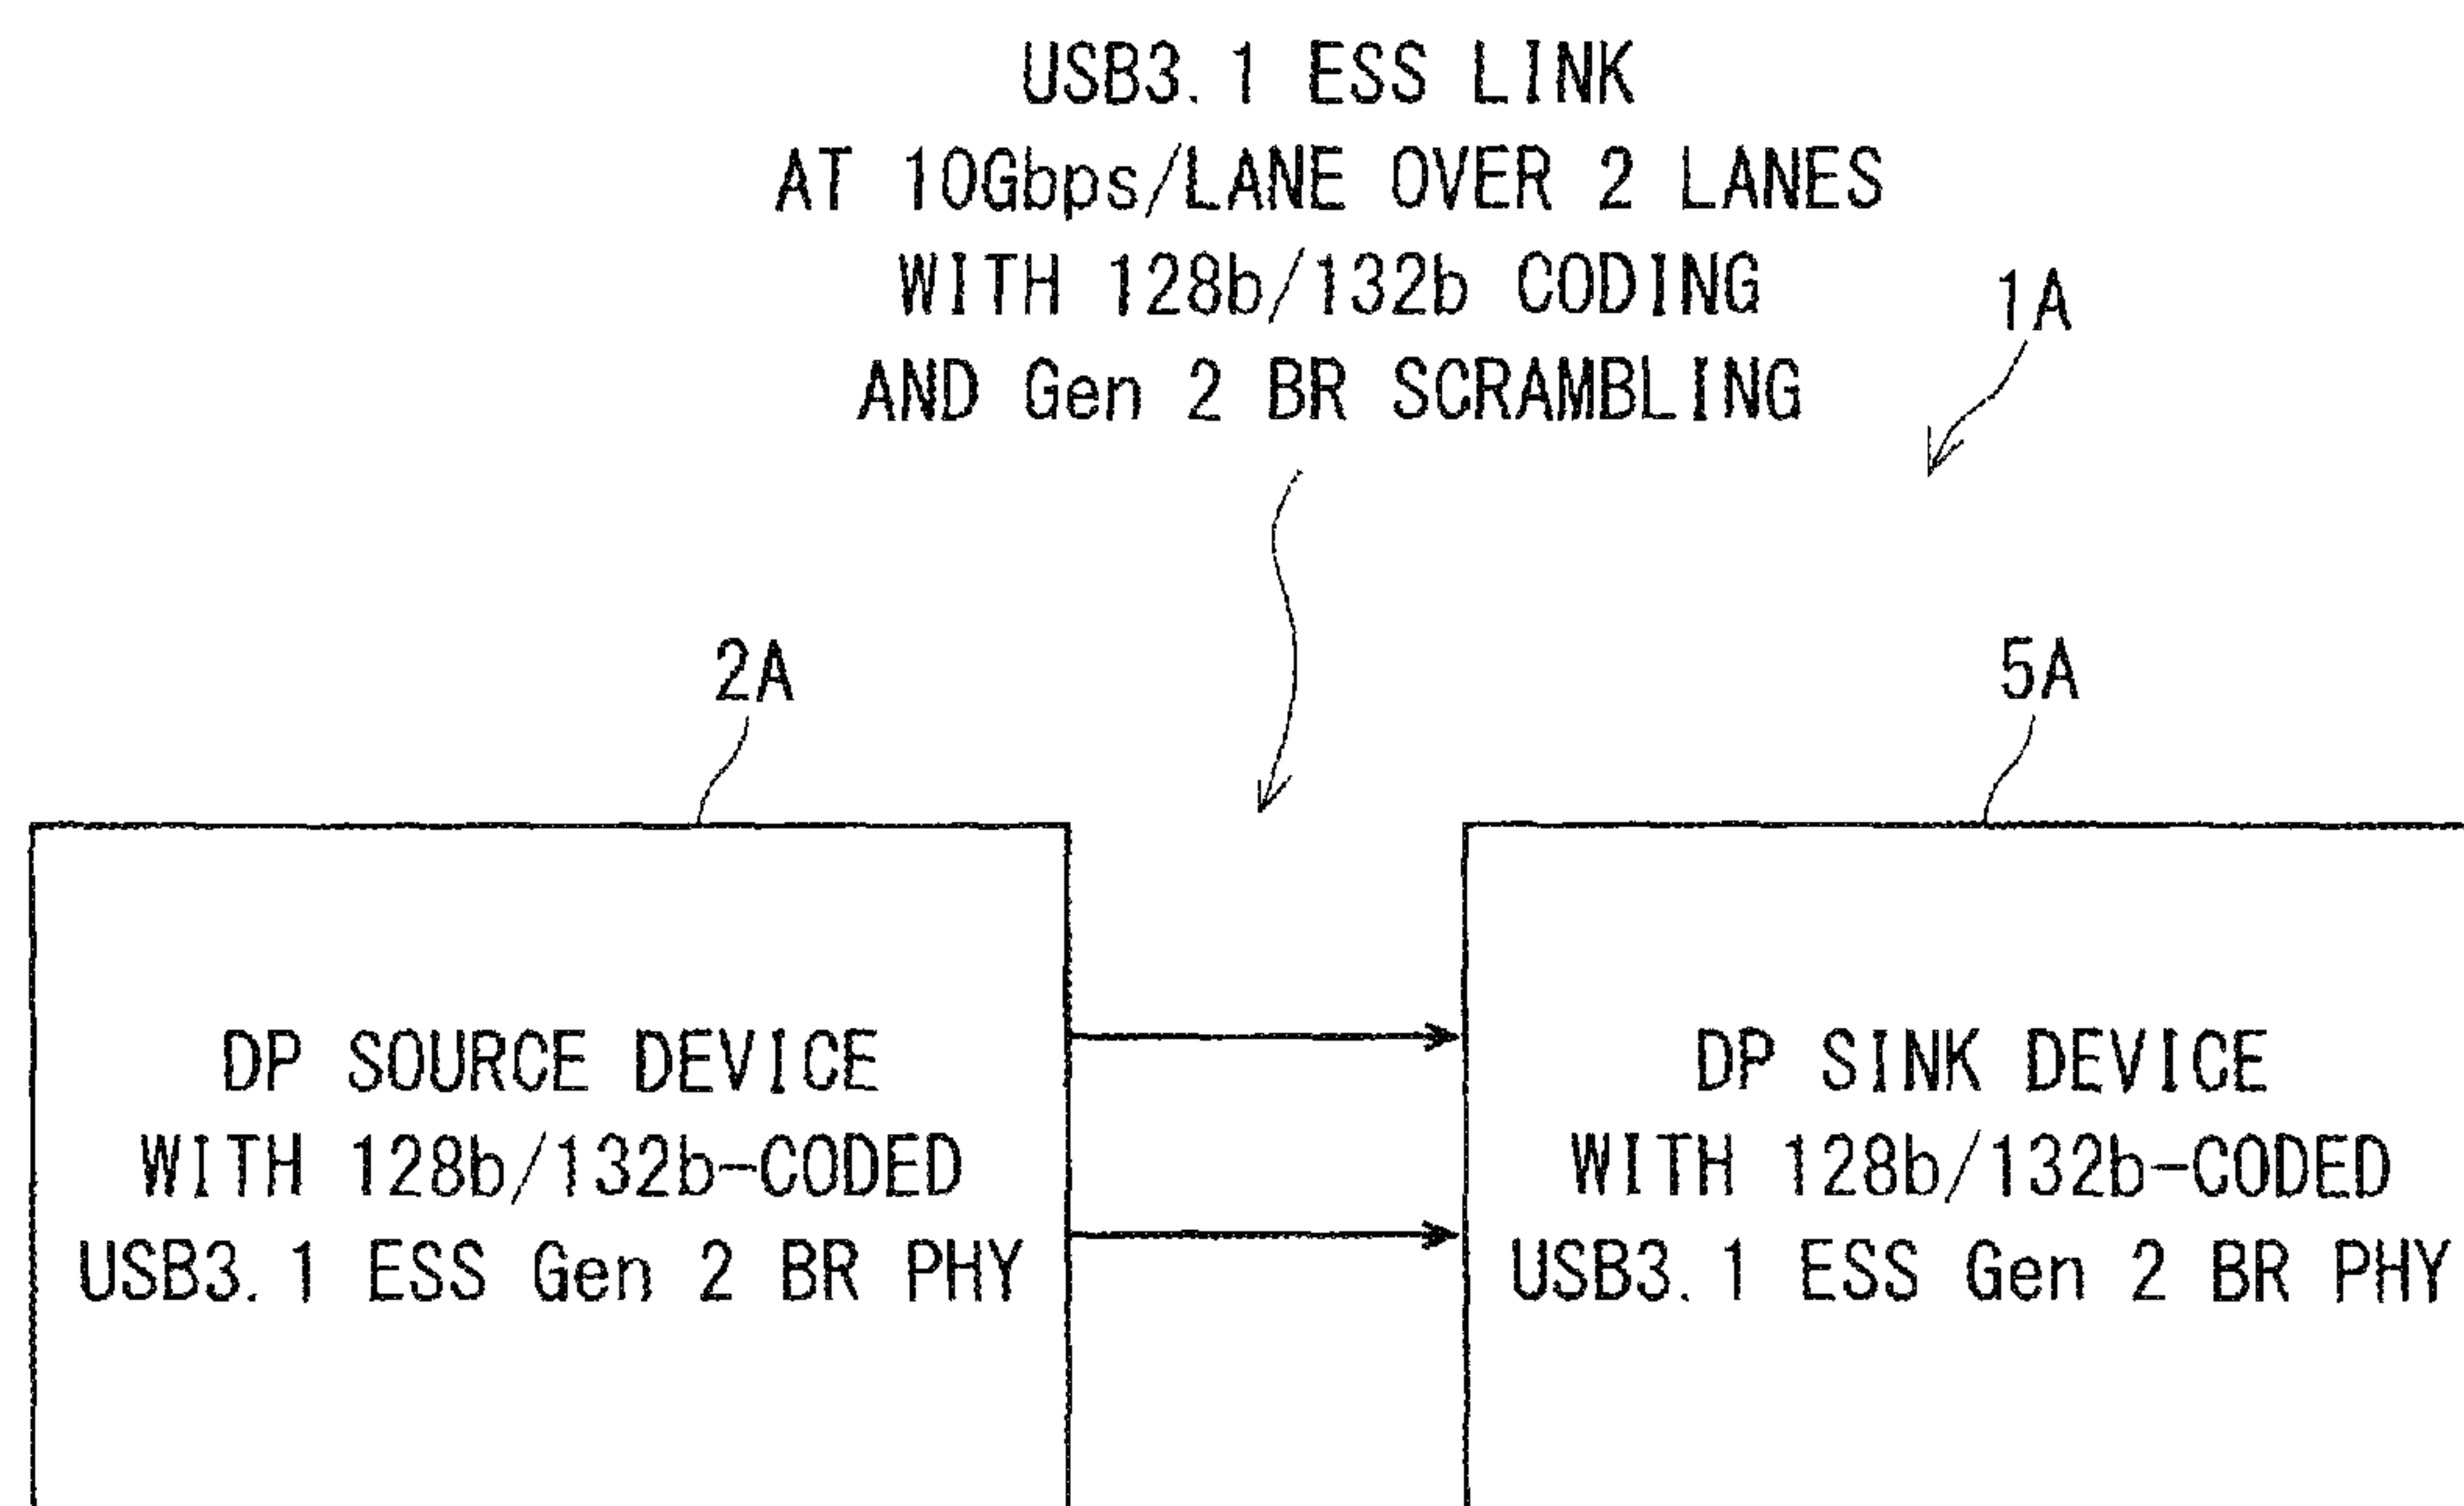 USB3.1 ESS LINK
AT 10Gbps/LANE OVER 2 LANES
WITH 128b/132b CODING
AND Gen 2 BR SCRAMBLING
1A
2A
5A
DP SOURCE DEVICE
WITH 128b/132b-CODED
USB3.1 ESS Gen 2 BR PHY
DP SINK DEVICE
WITH 128b/132b-CODED
USB3.1 ESS Gen 2 BR PHY